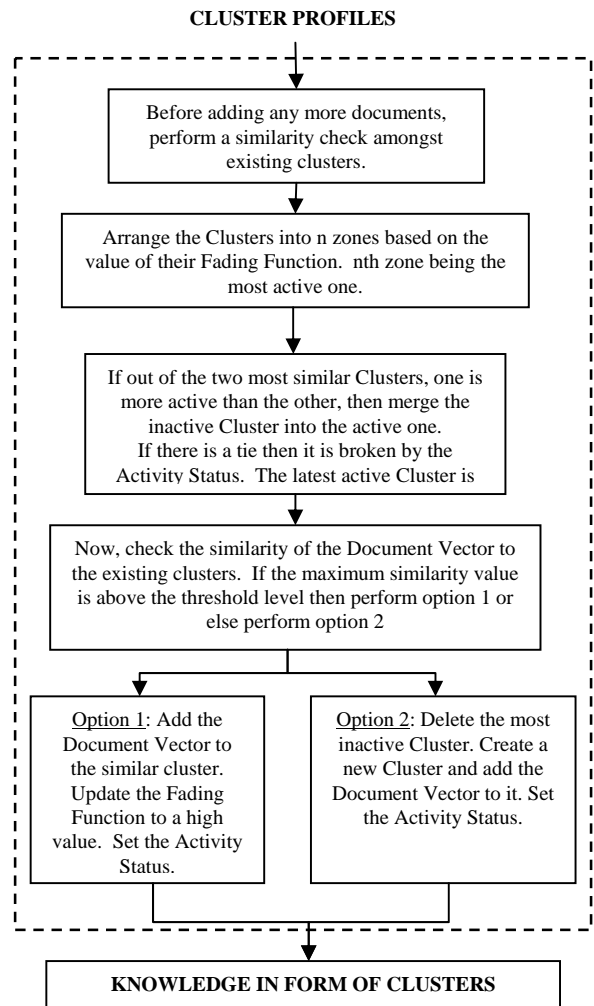 CLUSTER PROFILES
Before adding any more documents,
perform a similarity check amongst
existing clusters.
Arrange the Clusters into n zones based on the
value of their Fading Function. nth zone being the
most active one.
If out of the two most similar Clusters, one is
more active than the other, then merge the
inactive Cluster into the active one.
If there is a tie then it is broken by the
Activity Status. The latest active Cluster is
Now, check the similarity of the Document Vector to
the existing clusters. If the maximum similarity value
is above the threshold level then perform option 1 or
else perform option 2
Option 1: Add the
Document Vector to
the similar cluster.
Update the Fading
Function to a high
value. Set the Activity
Status.
Option 2: Delete the most
inactive Cluster. Create a
new Cluster and add the
Document Vector to it. Set
the Activity Status.
KNOWLEDGE IN FORM OF CLUSTERS